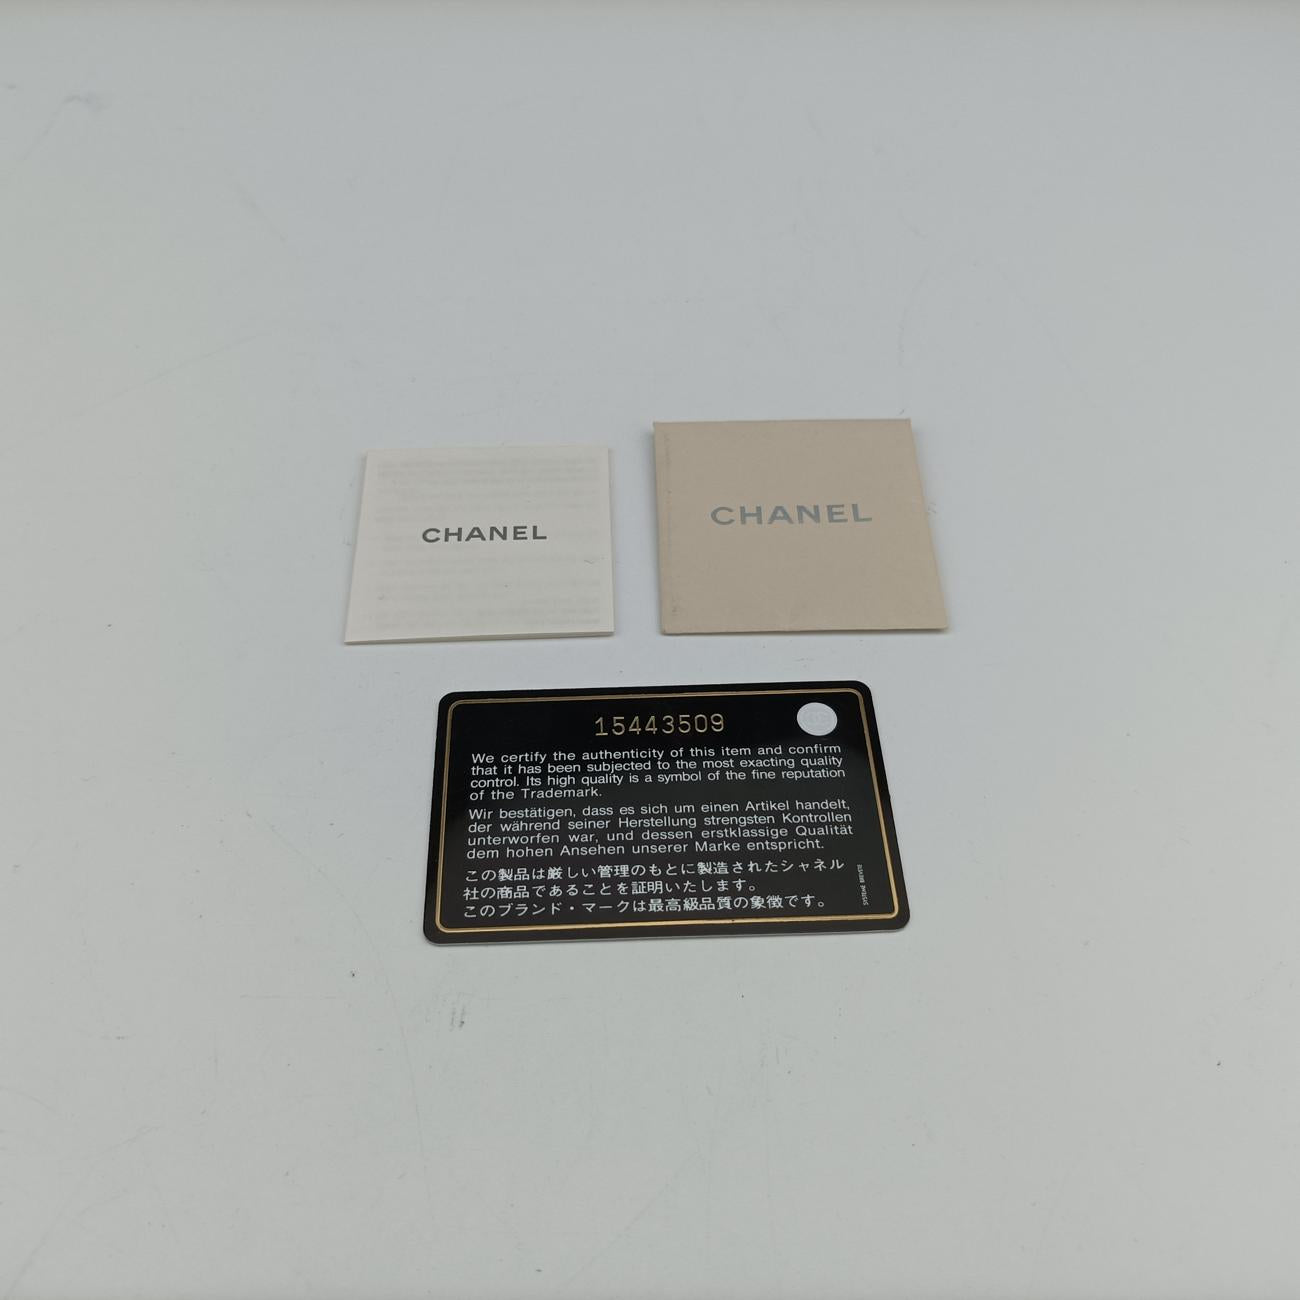 CHANEL
CHANEL
15443509
We certify the authenticity of this item and confirm
that it has been subjected to the most exacting quality
control. Its high quality is a symbol of the fine reputation
of the Trademark.
Wir bestätigen, dass es sich um einen Artikel handelt,
der während seiner Herstellung strengsten Kontrollen
unterworfen war, und dessen erstklassige Qualität
dem hohen Ansehen unserer Marke entspricht.
この製品は厳しい管理のもとに製造されたシャネル
社の商品であることを証明いたします。
このブランド・マークは最高級品質の象徴です。
SYSTEME BREVETE